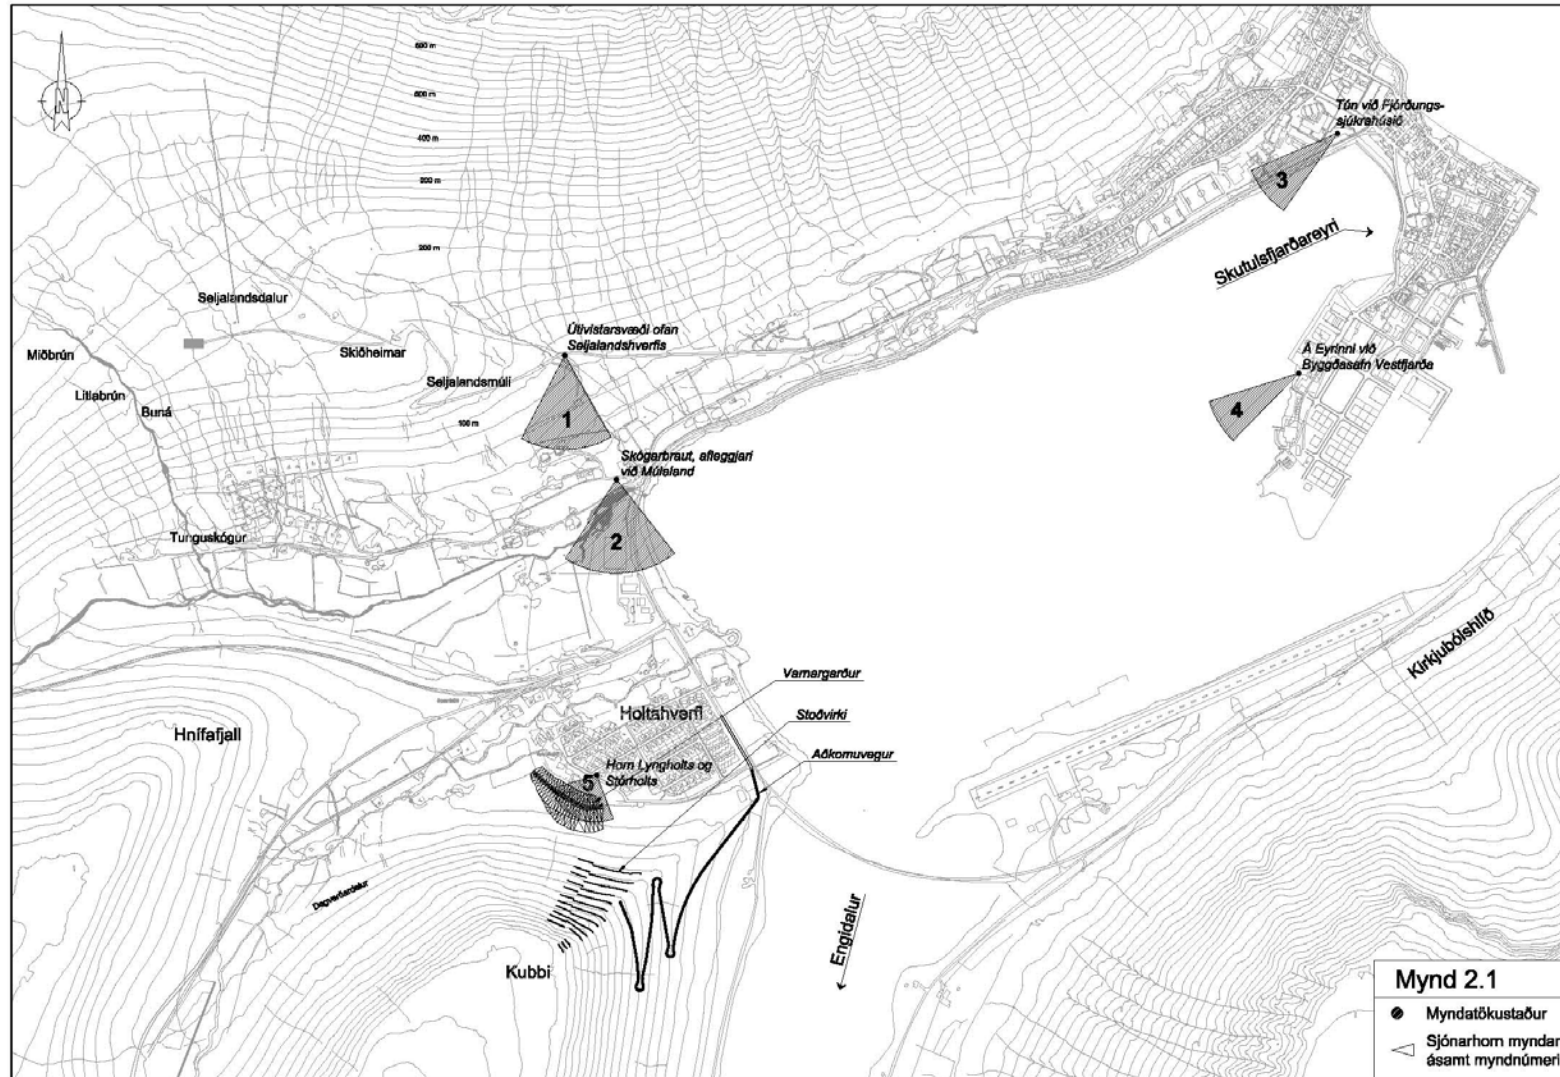 N
600 m
500 m
400 m
300 m
200 m
100 m
Tún við Fjórðungs-
sjúkrahúsið
3
Skutulsfjarðareyri
Seljalandsdalur
Miðbrún
Litlabrún
Buná
Skíðheimar
Seljalandsmúli
Útivistarsvæði ofan
Seljalandshverfis
1
Á Eyrinni við
Byggðasafn Vestfjarða
4
Skógarbraut, afleggjari
við Múlaland
2
Tunguskógur
Kirkjubólshlíð
Varnargarður
Stoðvirki
Aðkomuvegur
Holtahverfi
Hnífafjall
5
Horn Lyngholts og
Stórholts
Dagverðardalur
Kubbi
Engidalur
Mynd 2.1
Myndatökustaður
Sjónarhorn myndar
ásamt myndnúmeri